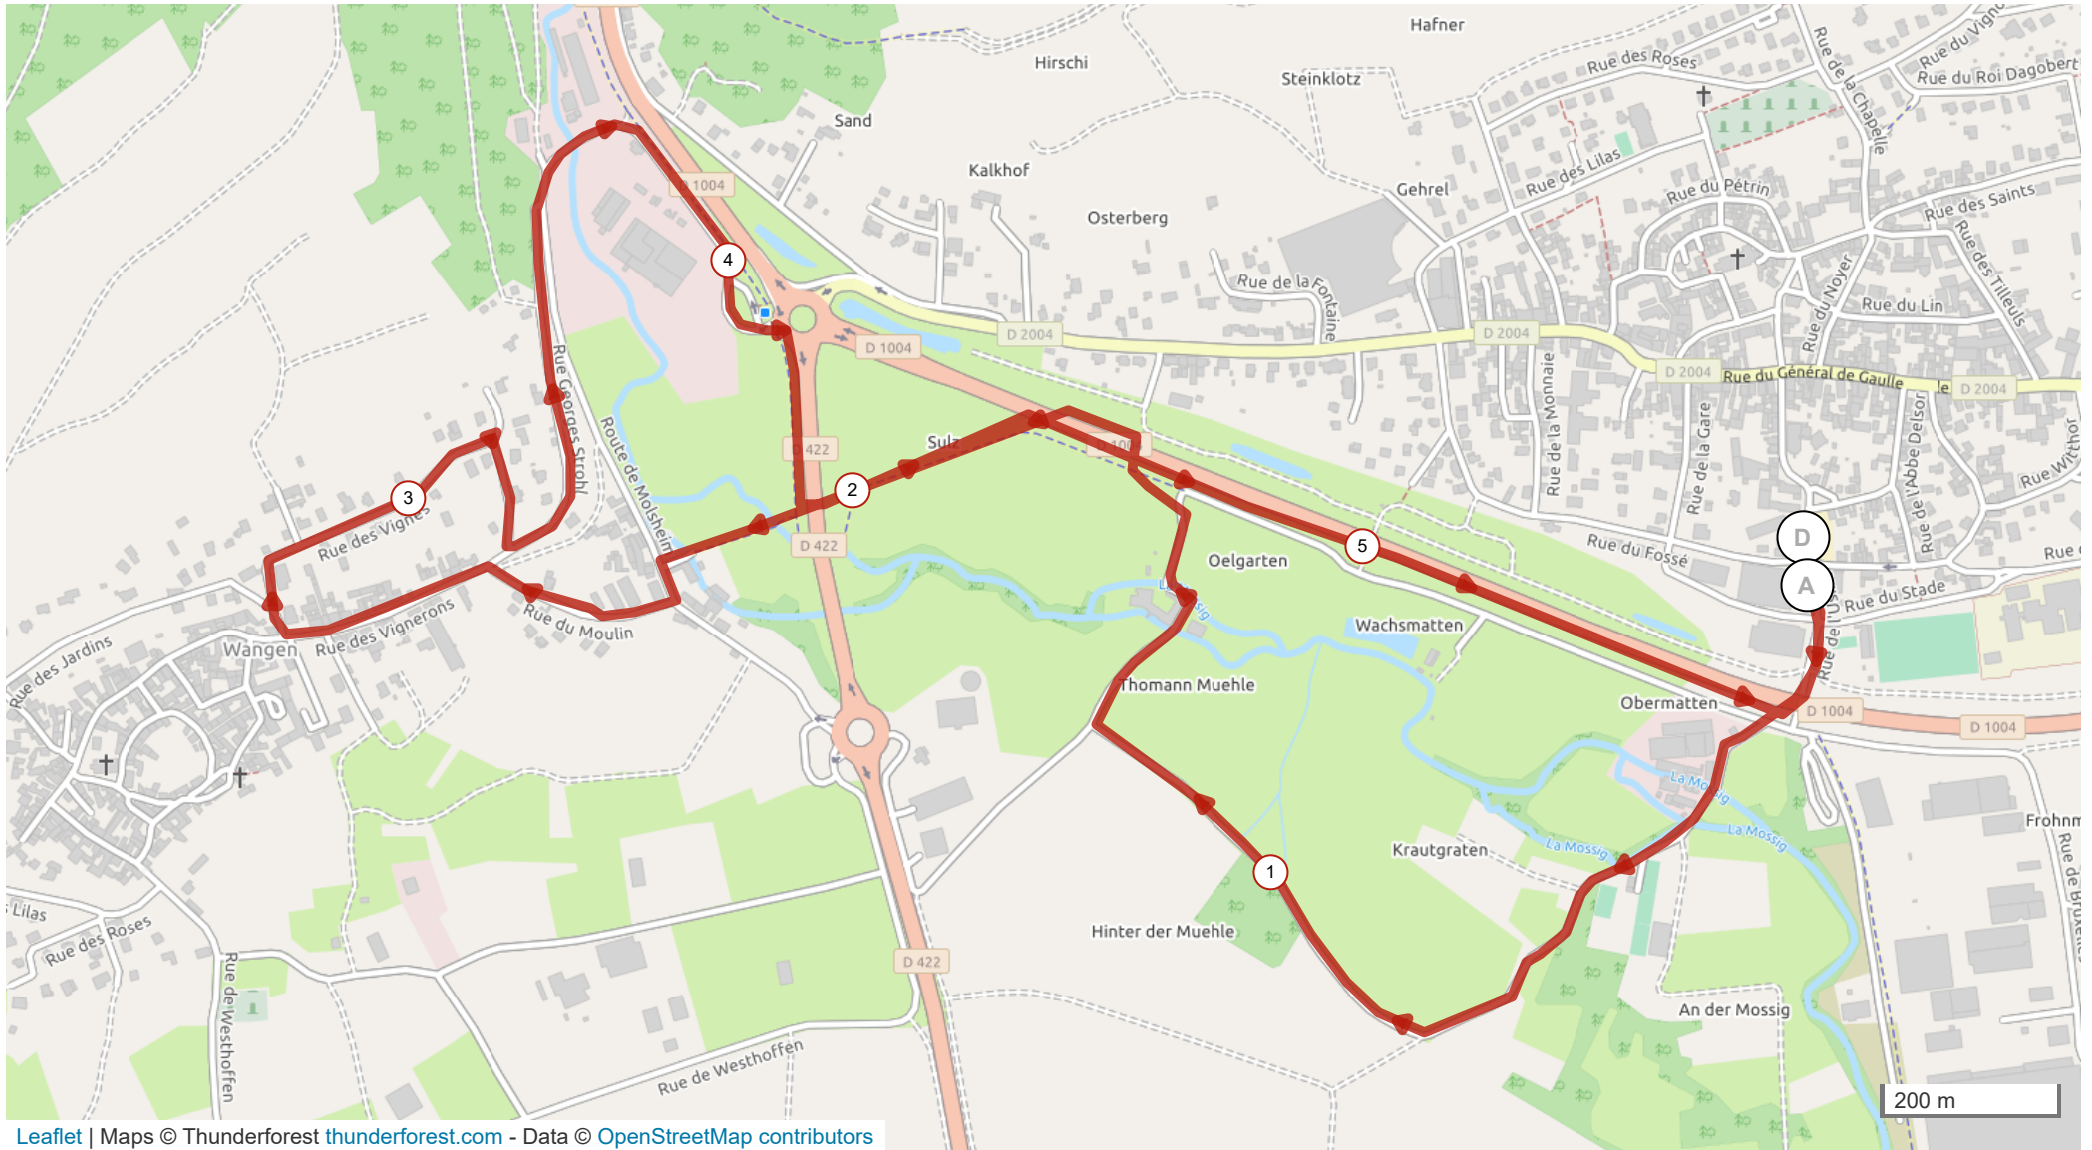 Hafner
Hirschi
Steinklotz
Rue des Roses
Rue de la Chapelle
Rue du Roi Dagobert
Sand
Kalkhof
Rue des Lilas
D 1004
Gehrel
Rue du Pétrin
Rue des Saints
Osterberg
4
Rue de la Fontaine
Rue du Noyer
Rue du Lin
Rue des Tilleuls
D 2004
D 2004
D 1004
D 2004
Rue du Général de Gaulle
D 2004
Rue Georges Strohl
Route de Molsheim
Rue de la Monnaie
Rue de la Gare
Rue de l'Abbé Delsor
D 422
Sulz
D 1004
3
2
Rue des Vignes
D 422
5
D
Oelgarten
Rue du Fossé
A
Rue du Stade
La Mossig
Rue des Jardins
Wangen
Rue des Vignerons
Rue du Moulin
Wachsmatten
Thomann Muehle
Obermatten
D 1004
D 1004
La Mossig
La Mossig
La Mossig
Krautgraten
1
Hinter der Muehle
Rue des Roses
D 422
Rue de Westhoffen
An der Mossig
Rue de Westhoffen
200 m
Leaflet | Maps © Thunderforest thunderforest.com - Data © OpenStreetMap contributors